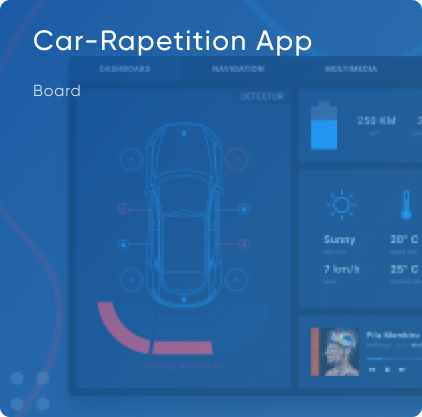 Car-Rapetition App
DASHBOARD NAVIGATION MULTIMEDIA
Board
DETECTOR
250 KM
Sunny 20° C
7 km/h 25° C